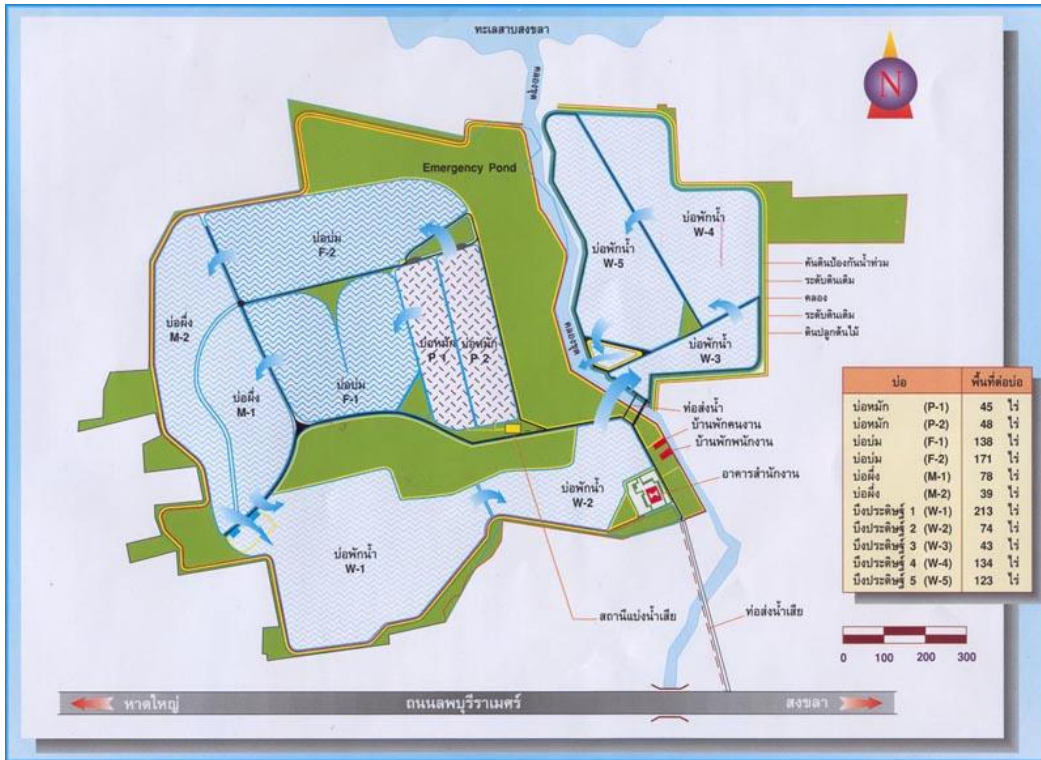 ทะเลสาบสงขลา
คลองขุด
N
Emergency Pond
บ่อบ่ม
F-2
บ่อพักน้ำ
W-4
บ่อพักน้ำ
W-5
คันดินป้องกันน้ำท่วม
ระดับดินเดิม
คลอง
ระดับดินเดิม
ดินปลูกต้นไม้
บ่อผึ่ง
M-2
บ่อหมัก
P 1
บ่อหมัก
P 2
คลองขุด
บ่อพักน้ำ
W-3
บ่อผึ่ง
M-1
บ่อบ่ม
F-1
ท่อส่งน้ำ
บ้านพักคนงาน
บ้านพักพนักงาน
อาคารสำนักงาน
บ่อพักน้ำ
W-2
บ่อพักน้ำ
W-1
สถานีแบ่งน้ำเสีย
ท่อส่งน้ำเสีย
บ่อ พื้นที่ต่อบ่อ
บ่อหมัก (P-1) 45 ไร่
บ่อหมัก (P-2) 48 ไร่
บ่อบ่ม (F-1) 138 ไร่
บ่อบ่ม (F-2) 171 ไร่
บ่อผึ่ง (M-1) 78 ไร่
บ่อผึ่ง (M-2) 39 ไร่
บึงประดิษฐ์ 1 (W-1) 213 ไร่
บึงประดิษฐ์ 2 (W-2) 74 ไร่
บึงประดิษฐ์ 3 (W-3) 43 ไร่
บึงประดิษฐ์ 4 (W-4) 134 ไร่
บึงประดิษฐ์ 5 (W-5) 123 ไร่
0 100 200 300
หาดใหญ่ ถนนลพบุรีราเมศร์ สงขลา